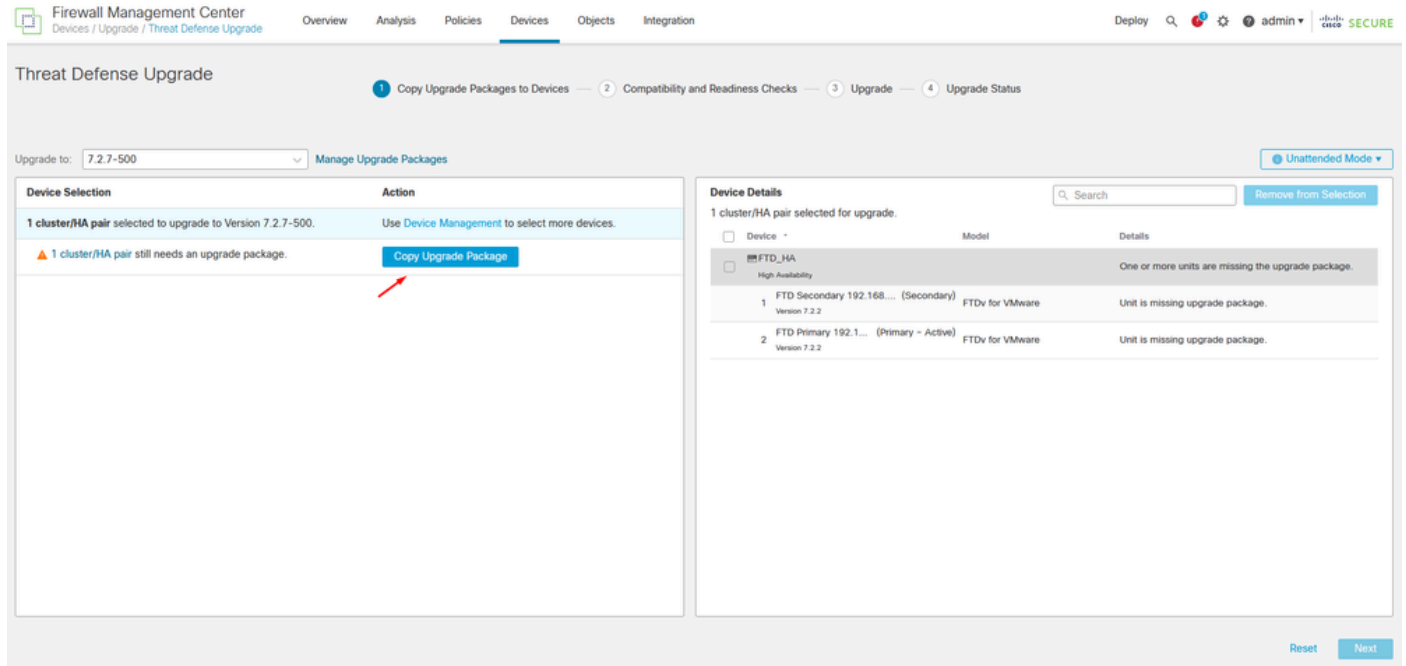 Firewall Management Center
Devices / Upgrade / Threat Defense Upgrade
Overview Analysis Policies Devices Objects Integration
Deploy 1 admin
cisco SECURE
Threat Defense Upgrade
1 Copy Upgrade Packages to Devices 2 Compatibility and Readiness Checks 3 Upgrade 4 Upgrade Status
Upgrade to: 7.2.7-500 Manage Upgrade Packages
Unattended Mode
Device Selection Action
1 cluster/HA pair selected to upgrade to Version 7.2.7-500. Use Device Management to select more devices.
1 cluster/HA pair still needs an upgrade package. Copy Upgrade Package
Device Details
Search
Remove from Selection
1 cluster/HA pair selected for upgrade.
Device Model Details
FTD_HA
High Availability
One or more units are missing the upgrade package.
1 FTD Secondary 192.168.... (Secondary) FTDv for VMware Unit is missing upgrade package.
Version 7.2.2
2 FTD Primary 192.1... (Primary - Active) FTDv for VMware Unit is missing upgrade package.
Version 7.2.2
Reset Next